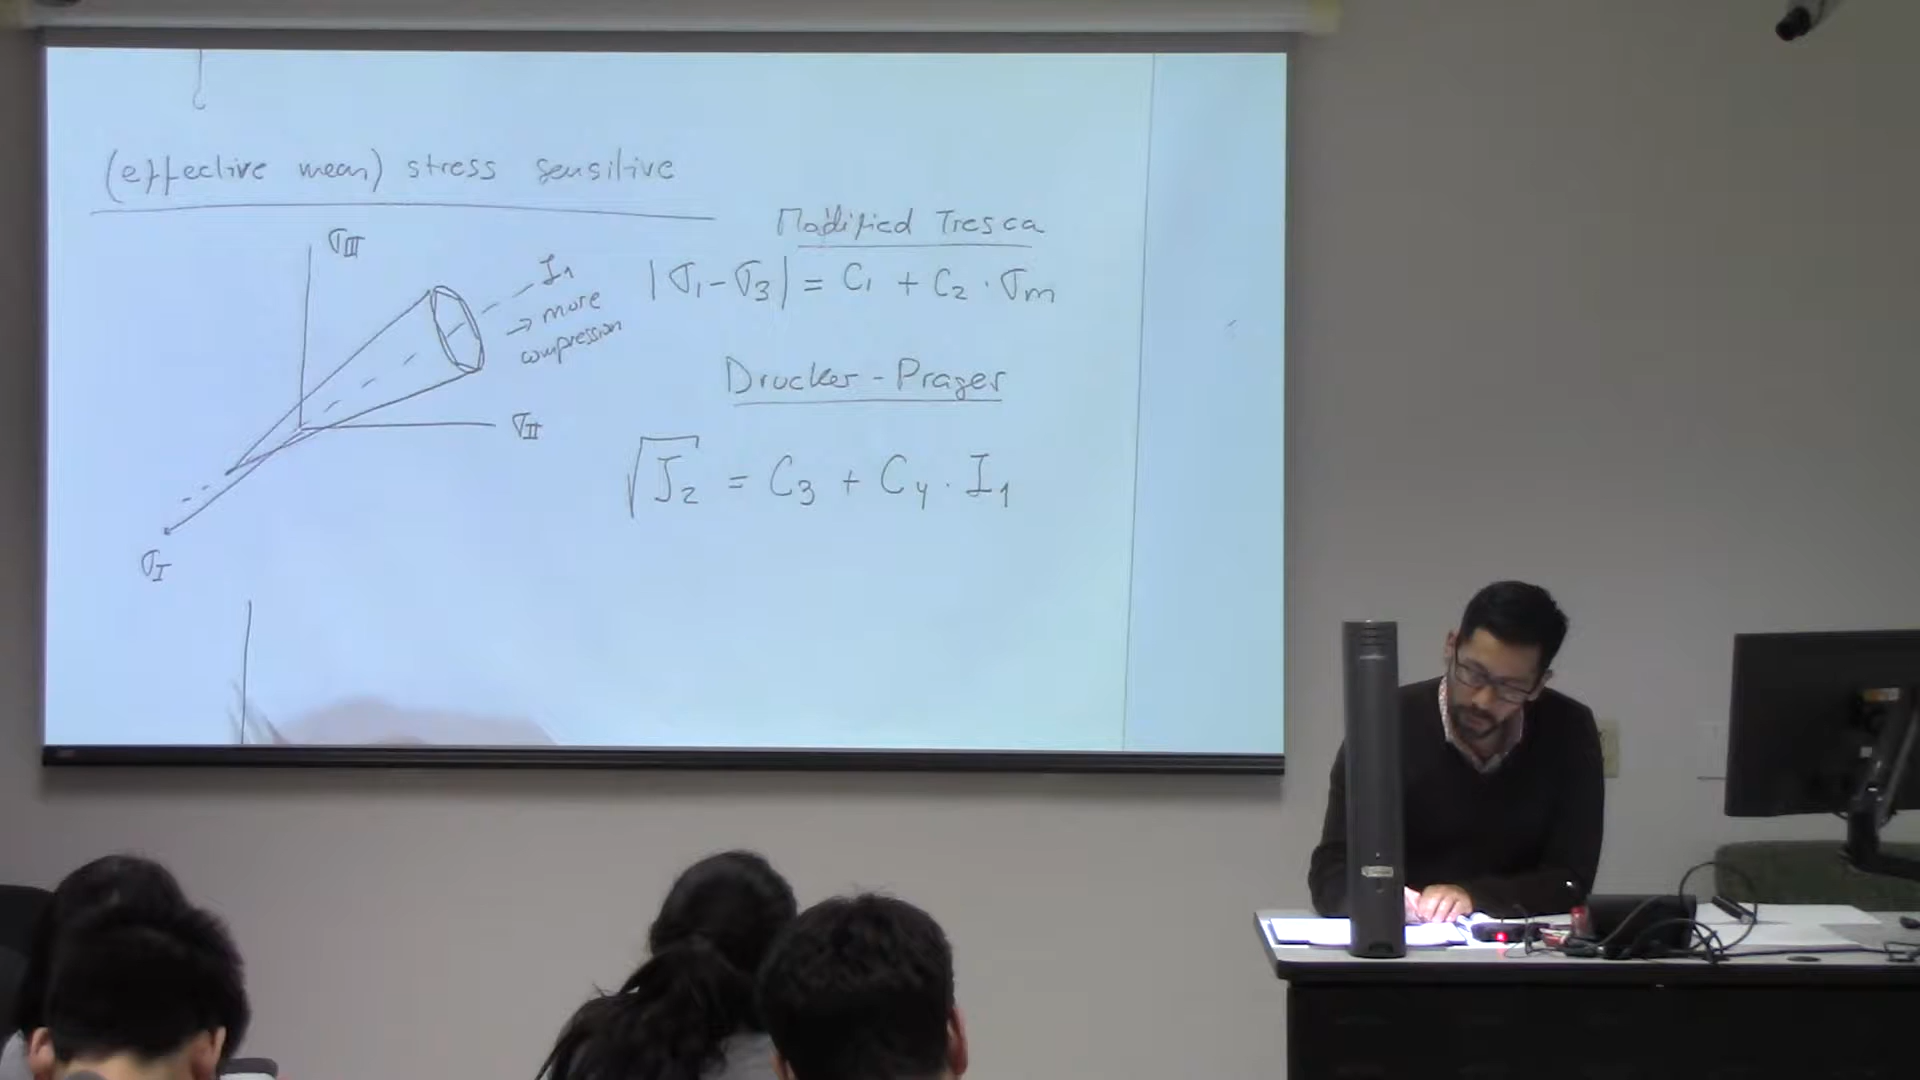 (effective mean) stress sensitive
σIII
I1
→ more
compression
σII
σI
Modified Tresca
|σ1-σ3| = C1 + C2 · σm
Drucker-Prager
√J2 = C3 + C4 · I1